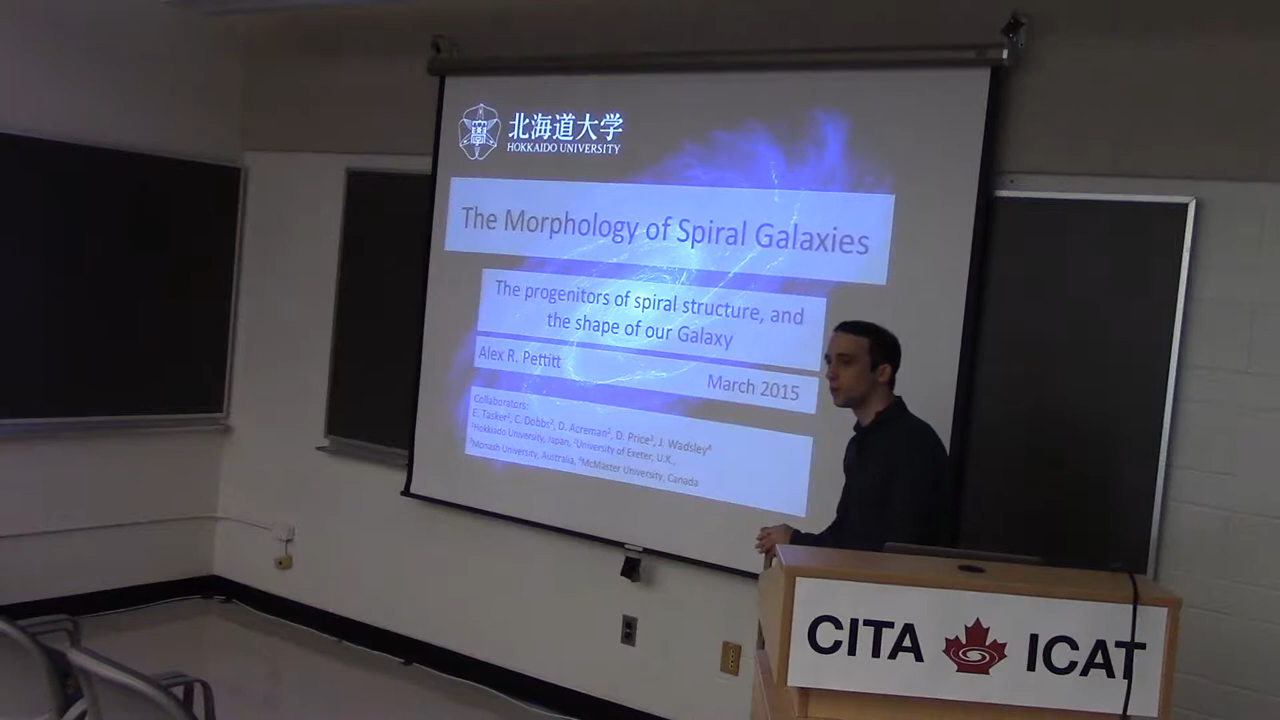 北海道大学
HOKKAIDO UNIVERSITY
The Morphology of Spiral Galaxies
The progenitors of spiral structure, and
the shape of our Galaxy
Alex R. Pettitt
March 2015
Collaborators:
E. Tasker¹, C. Dobbs², D. Acreman², D. Price³, J. Wadsley⁴
¹Hokkaido University, Japan, ²University of Exeter, U.K.,
³Monash University, Australia, ⁴McMaster University, Canada
CITA ICAT